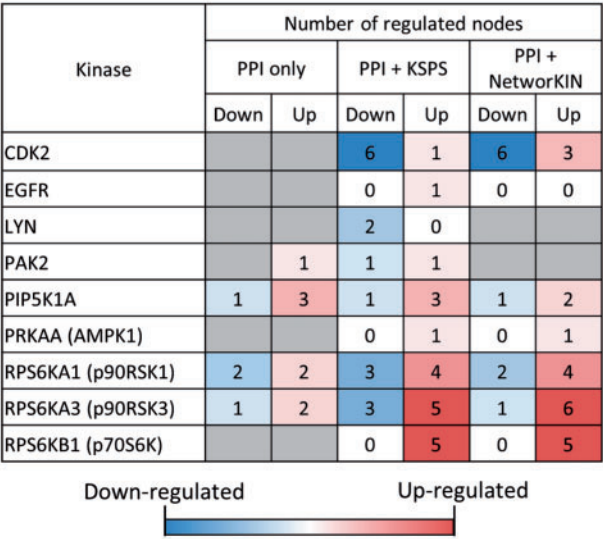 Number of regulated nodes
Kinase PPI only PPI + KSPS PPI + NetworKIN
Down Up Down Up Down Up
CDK2 6 1 6 3
EGFR 0 1 0 0
LYN 2 0
PAK2 1 1 1
PIP5K1A 1 3 1 3 1 2
PRKAA (AMPK1) 0 1 0 1
RPS6KA1 (p90RSK1) 2 2 3 4 2 4
RPS6KA3 (p90RSK3) 1 2 3 5 1 6
RPS6KB1 (p70S6K) 0 5 0 5
Down-regulated Up-regulated